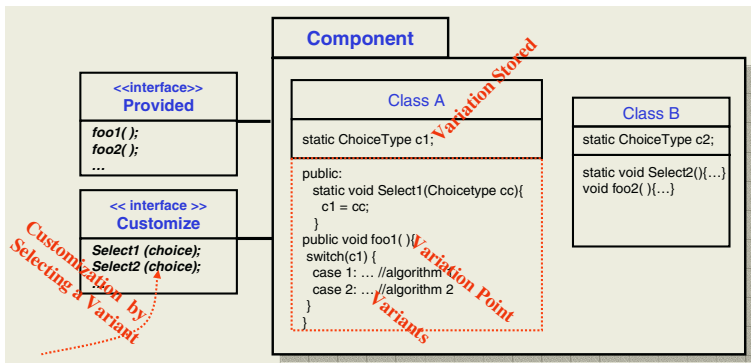 Component
<<interface>>
Provided
foo1( );
foo2( );
...
<< interface >>
Customize
Select1 (choice);
Select2 (choice);
...
Customization by
Selecting a Variant
Class A
static ChoiceType c1;
Variation Stored
public:
static void Select1(Choicetype cc){
c1 = cc;
}
public void foo1( ){
switch(c1) {
case 1: … //algorithm 1
case 2: … //algorithm 2
}
}
Variation Point
Variants
Class B
static ChoiceType c2;
static void Select2(){…}
void foo2( ){…}